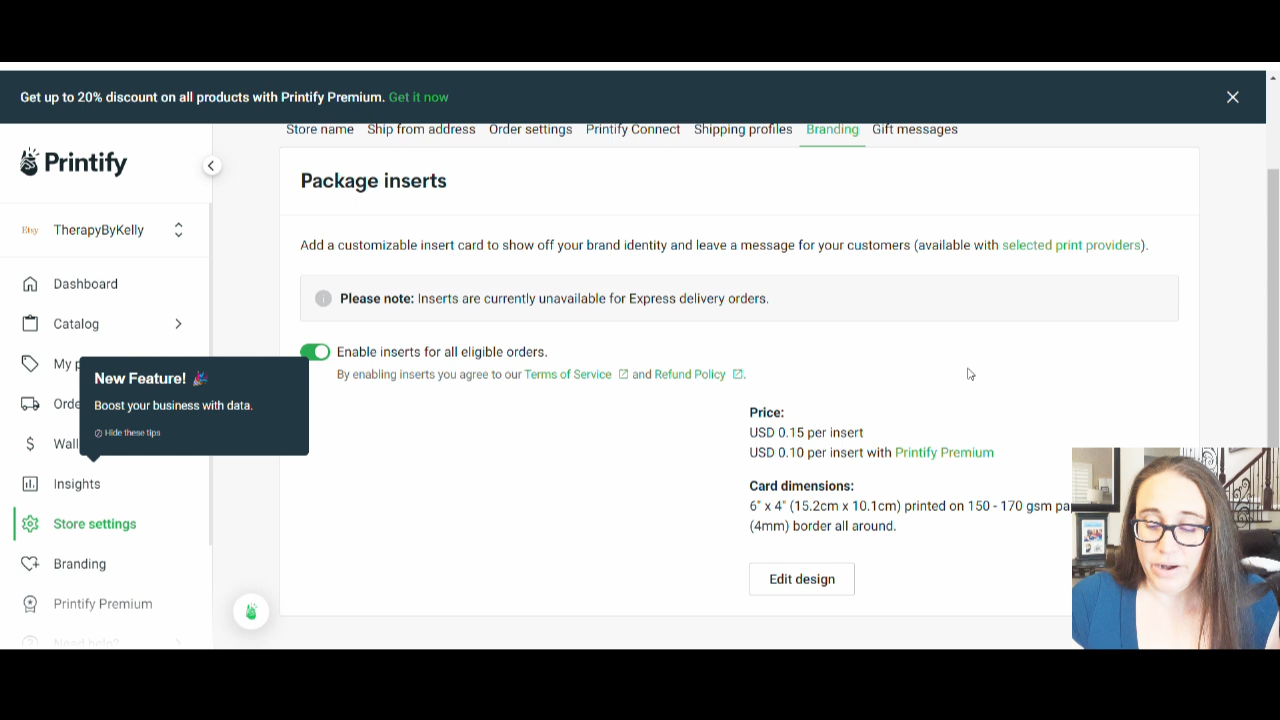 Get up to 20% discount on all products with Printify Premium. Get it now
Printify
TherapyByKelly
Etsy
Dashboard
Catalog
My p
Orde
Wall
New Feature!
Boost your business with data.
Hide these tips
Insights
Store settings
Branding
Printify Premium
Need help?
Store name Ship from address Order settings Printify Connect Shipping profiles Branding Gift messages
Package inserts
Add a customizable insert card to show off your brand identity and leave a message for your customers (available with selected print providers).
Please note: Inserts are currently unavailable for Express delivery orders.
Enable inserts for all eligible orders.
By enabling inserts you agree to our Terms of Service and Refund Policy.
Price:
USD 0.15 per insert
USD 0.10 per insert with Printify Premium
Card dimensions:
6" x 4" (15.2cm x 10.1cm) printed on 150 - 170 gsm pa
(4mm) border all around.
Edit design